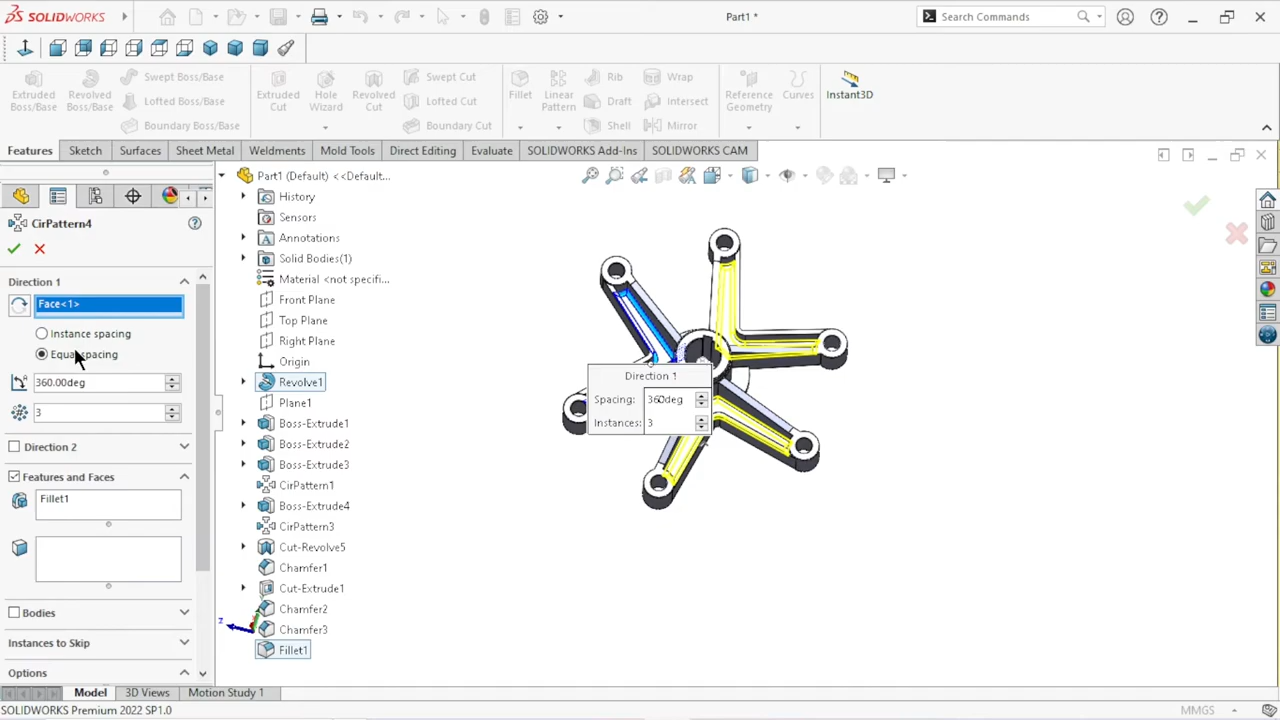 SOLIDWORKS
Part1 *
Search Commands
Extruded Boss/Base
Revolved Boss/Base
Swept Boss/Base
Lofted Boss/Base
Boundary Boss/Base
Extruded Cut
Hole Wizard
Revolved Cut
Swept Cut
Lofted Cut
Boundary Cut
Fillet
Linear Pattern
Rib
Draft
Shell
Wrap
Intersect
Mirror
Reference Geometry
Curves
Instant3D
Features
Sketch
Surfaces
Sheet Metal
Weldments
Mold Tools
Direct Editing
Evaluate
SOLIDWORKS Add-Ins
SOLIDWORKS CAM
CirPattern4
Direction 1
Face<1>
Instance spacing
Equal spacing
360.00deg
3
Direction 2
Features and Faces
Fillet1
Bodies
Instances to Skip
Options
Part1 (Default) <<Default...
History
Sensors
Annotations
Solid Bodies(1)
Material <not specifi...
Front Plane
Top Plane
Right Plane
Origin
Revolve1
Plane1
Boss-Extrude1
Boss-Extrude2
Boss-Extrude3
CirPattern1
Boss-Extrude4
CirPattern3
Cut-Revolve5
Chamfer1
Cut-Extrude1
Chamfer2
Chamfer3
Fillet1
Direction 1
Spacing: 360deg
Instances: 3
z
Model
3D Views
Motion Study 1
SOLIDWORKS Premium 2022 SP1.0
MMGS